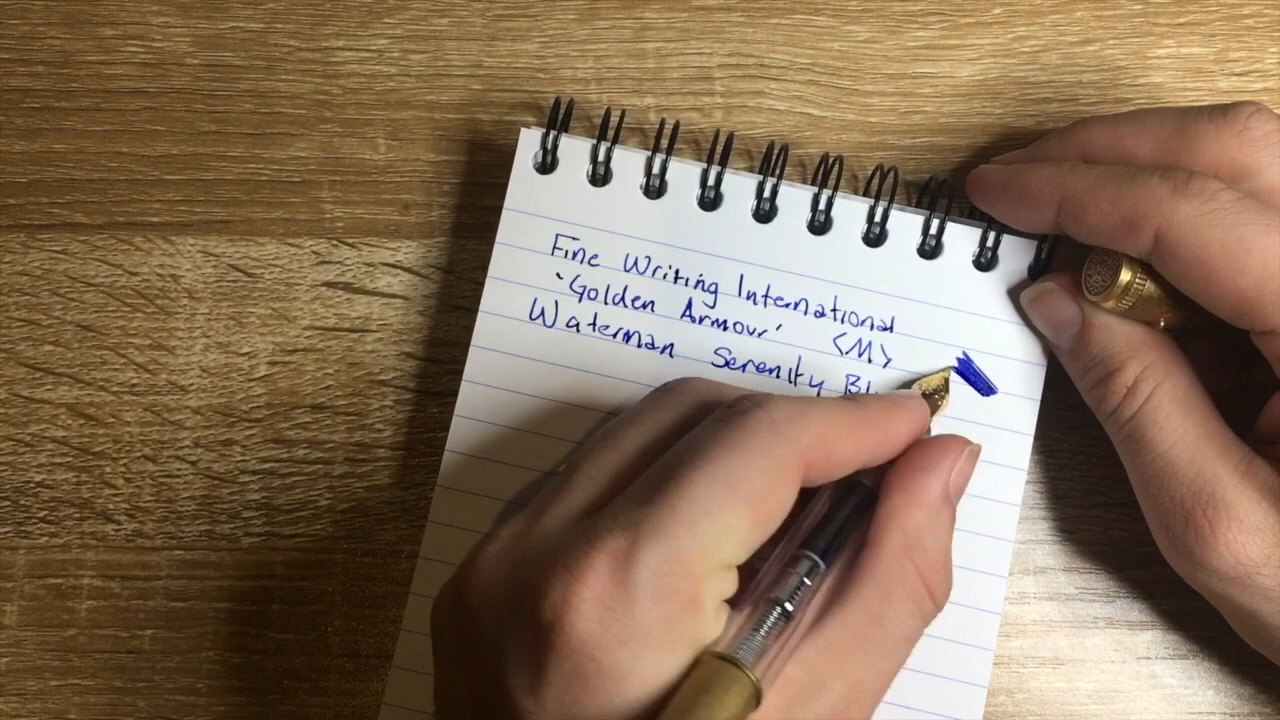 Fine Writing International
'Golden Armour' <M>
Waterman Serenity